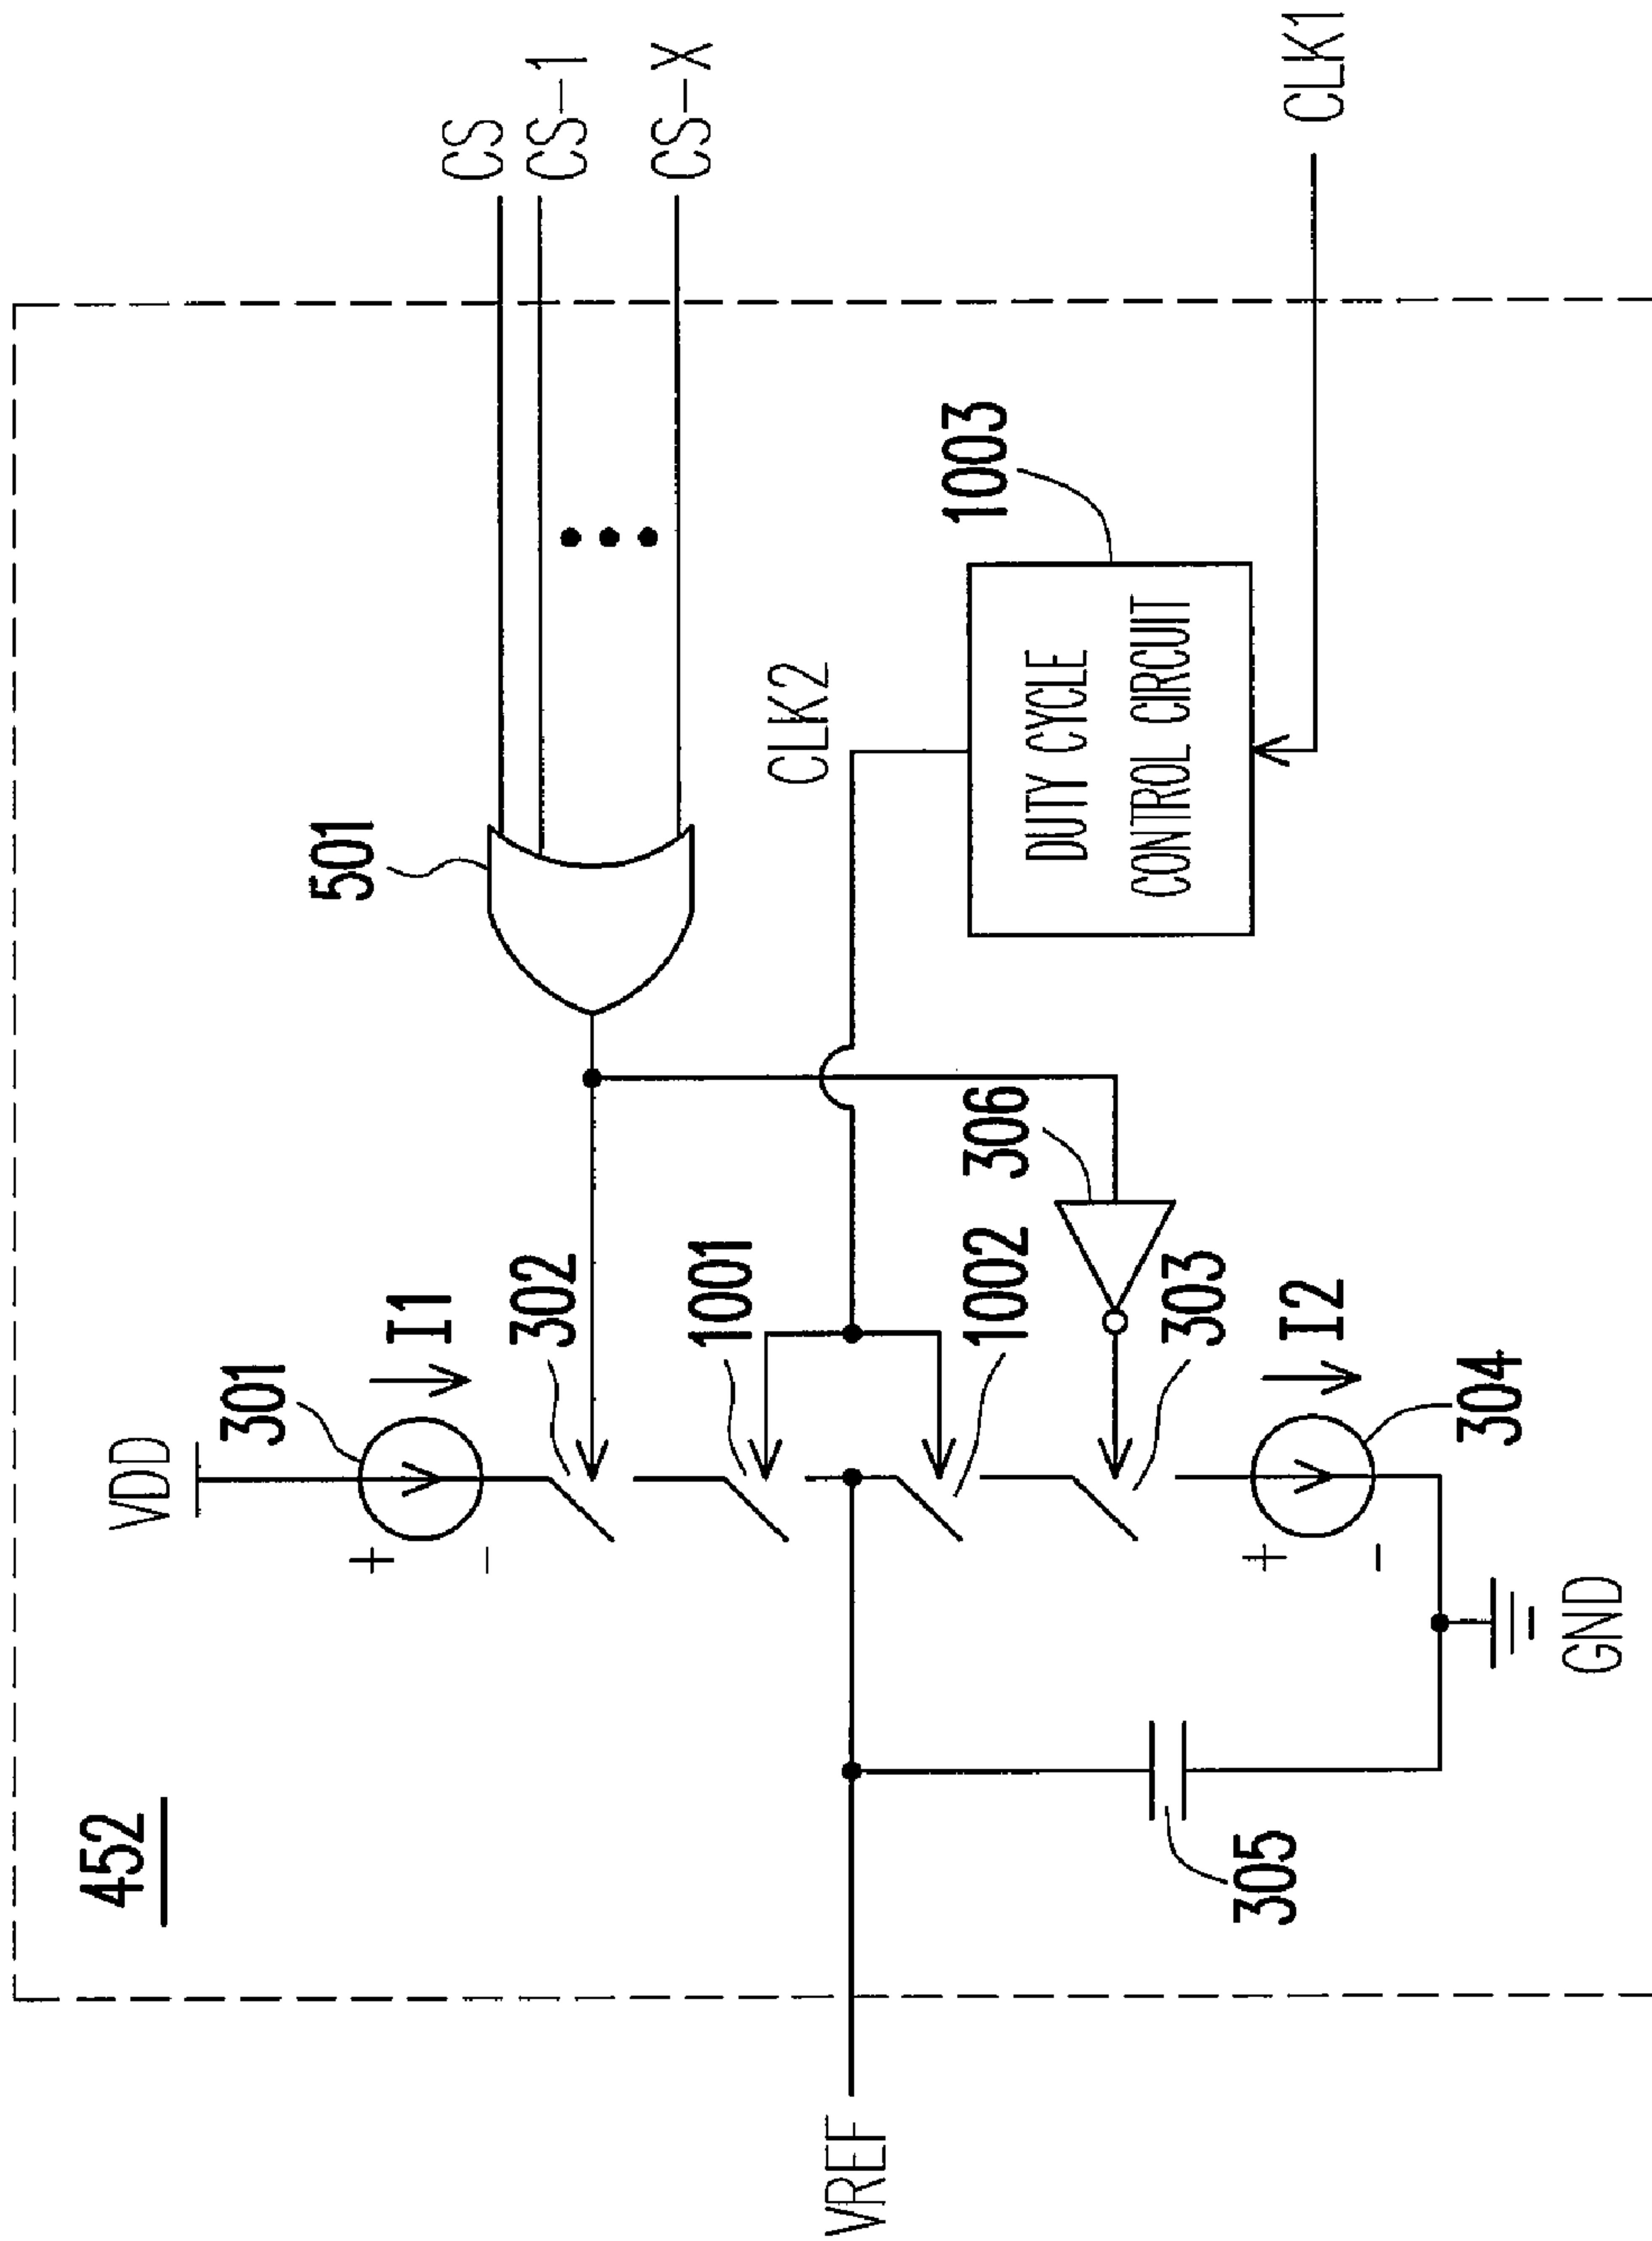 452
VDD
301
I1
302
501
CS
CS-1
CS-X
1001
CLK2
VREF
1002
306
1003
DUTY CYCLE
CONTROL CIRCUIT
303
305
I2
304
CLK1
GND
+
-
+
-